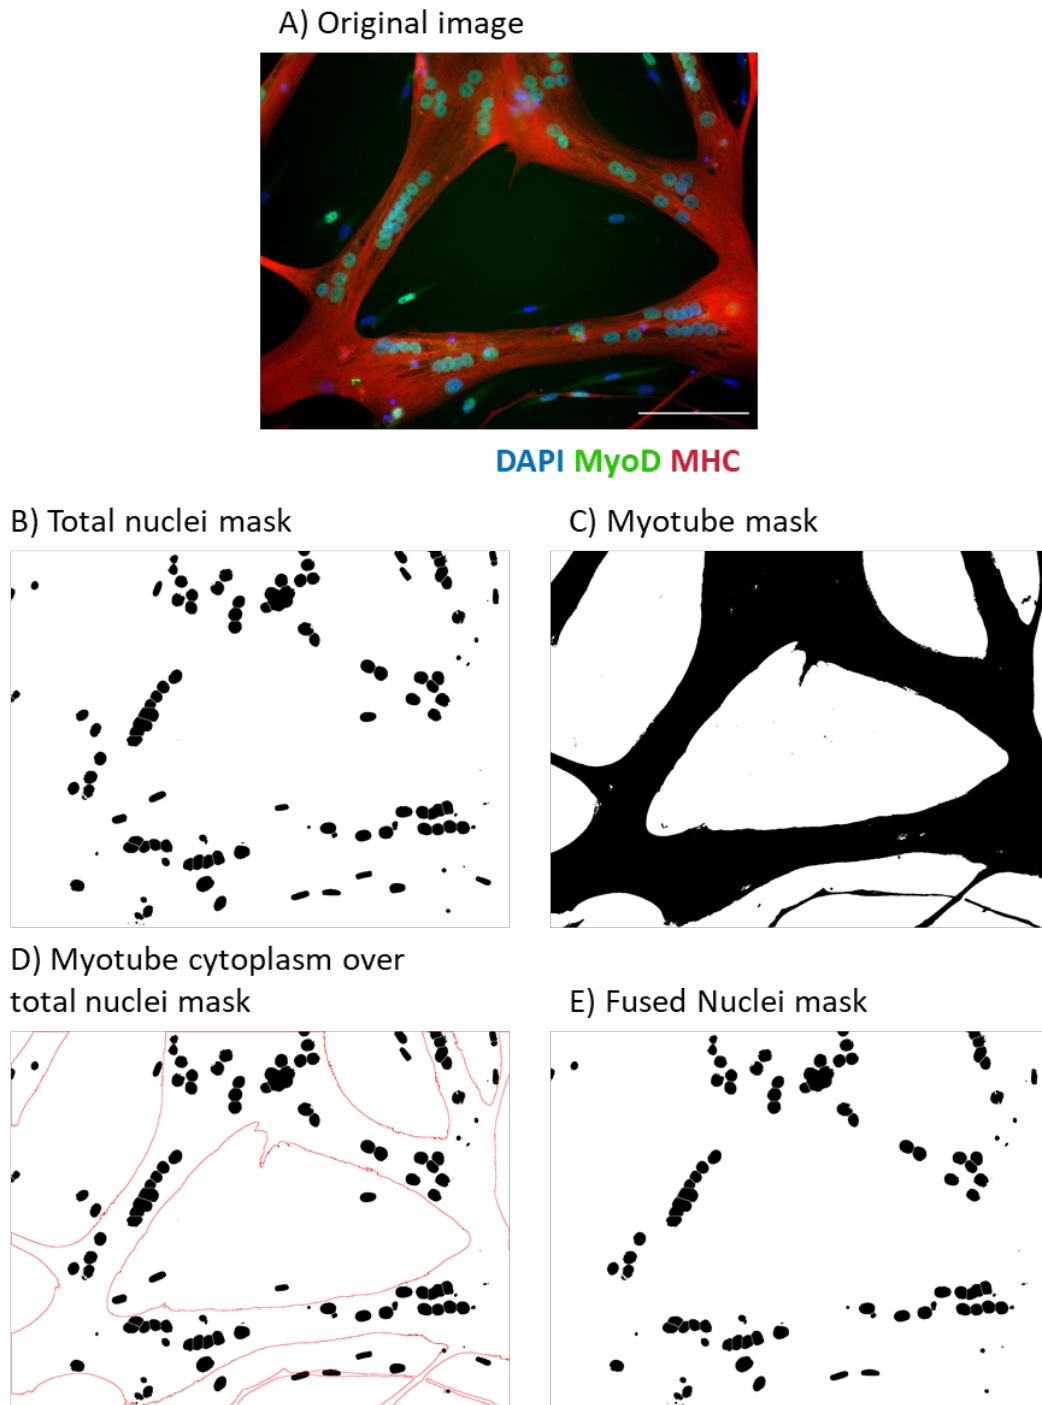 A) Original image
DAPI MyoD MHC
B) Total nuclei mask
C) Myotube mask
D) Myotube cytoplasm over
total nuclei mask
E) Fused Nuclei mask